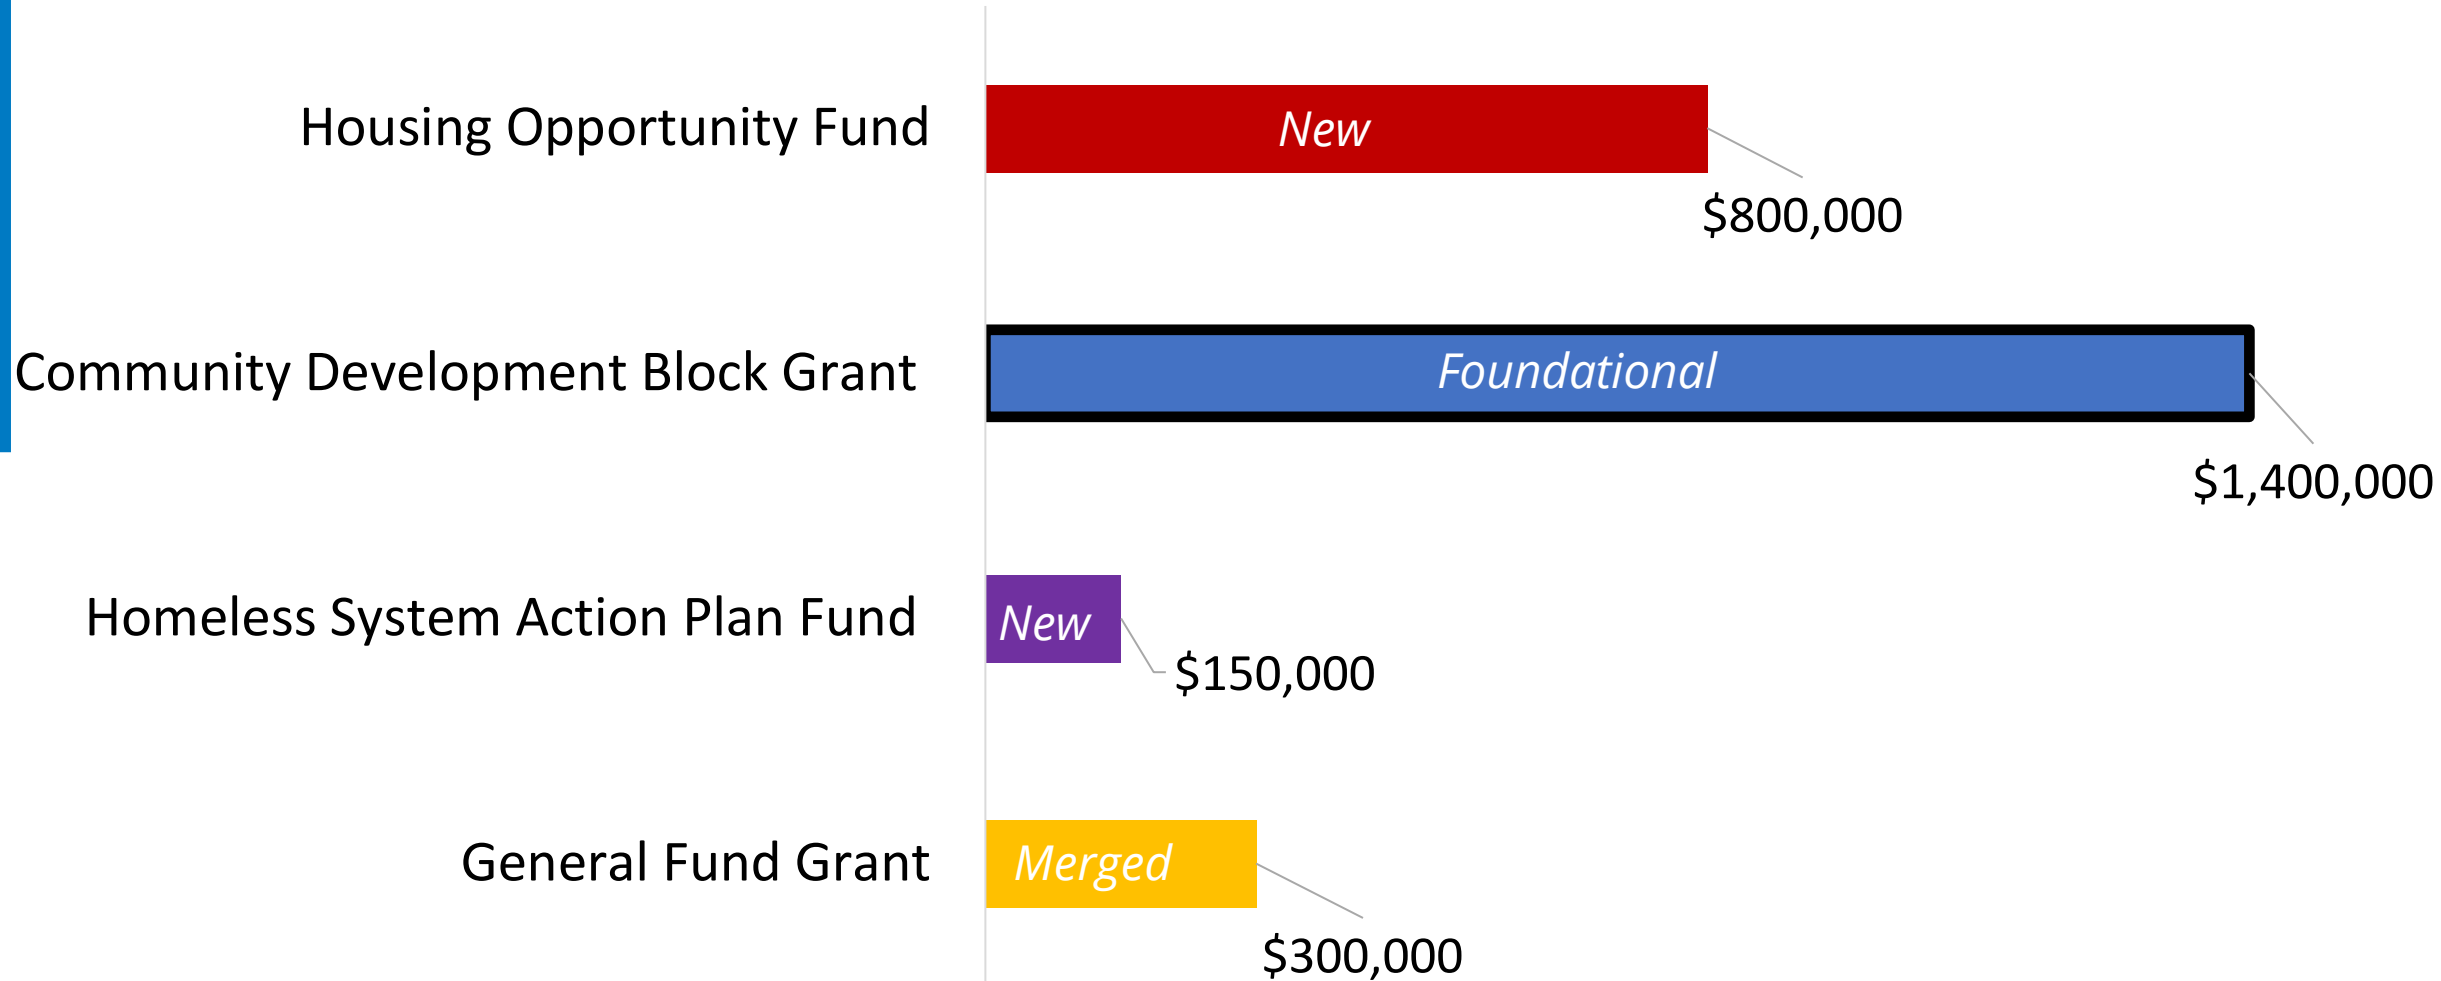 Housing Opportunity Fund
New
$800,000
Community Development Block Grant
Foundational
$1,400,000
Homeless System Action Plan Fund
New
$150,000
General Fund Grant
Merged
$300,000